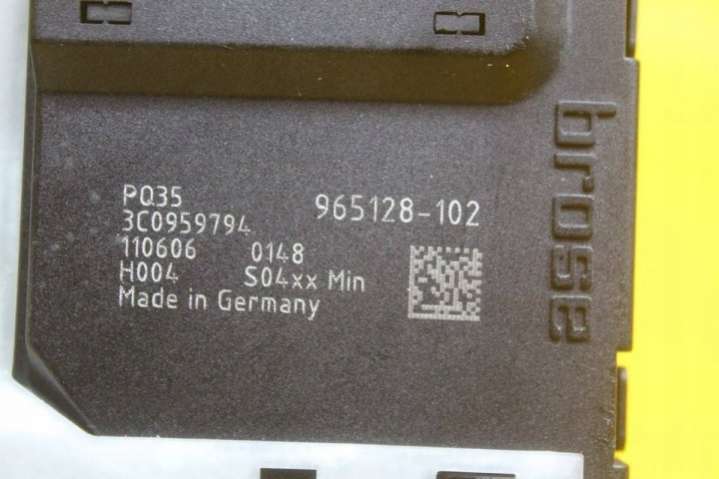 PQ35
3C0959794
965128-102
110606 0148
H004 S04xx Min
Made in Germany
brose